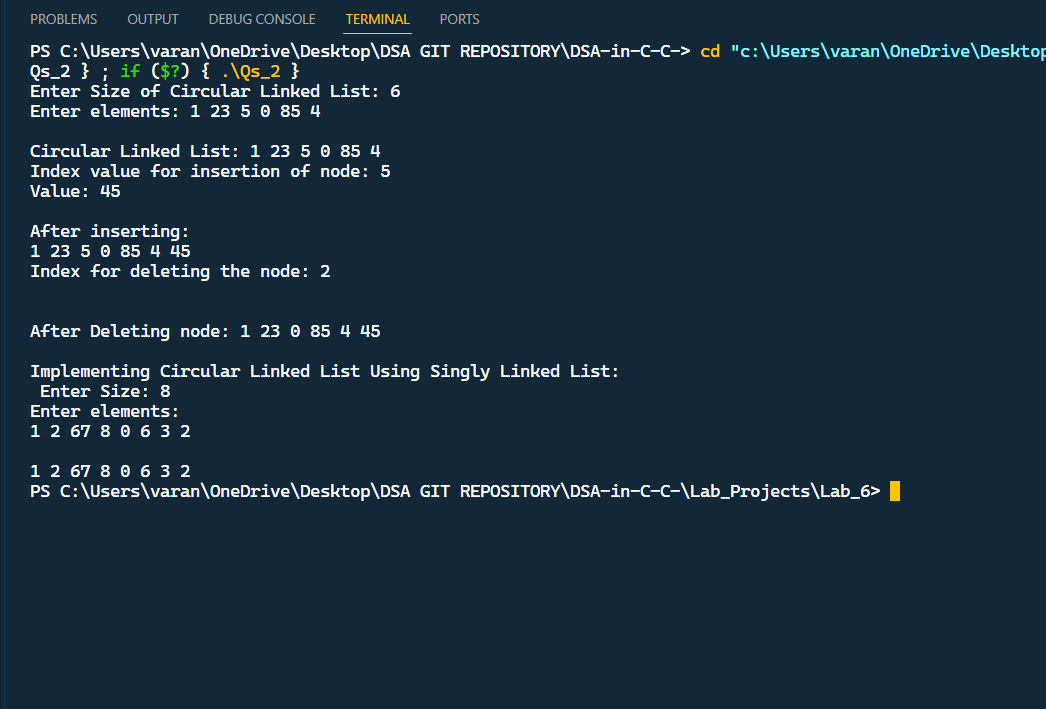 PROBLEMS OUTPUT DEBUG CONSOLE TERMINAL PORTS
PS C:\Users\varan\OneDrive\Desktop\DSA GIT REPOSITORY\DSA-in-C-C-> cd "c:\Users\varan\OneDrive\Desktop
Qs_2 } ; if ($?) { .\Qs_2 }
Enter Size of Circular Linked List: 6
Enter elements: 1 23 5 0 85 4
Circular Linked List: 1 23 5 0 85 4
Index value for insertion of node: 5
Value: 45
After inserting:
1 23 5 0 85 4 45
Index for deleting the node: 2
After Deleting node: 1 23 0 85 4 45
Implementing Circular Linked List Using Singly Linked List:
Enter Size: 8
Enter elements:
1 2 67 8 0 6 3 2
1 2 67 8 0 6 3 2
PS C:\Users\varan\OneDrive\Desktop\DSA GIT REPOSITORY\DSA-in-C-C-\Lab_Projects\Lab_6>